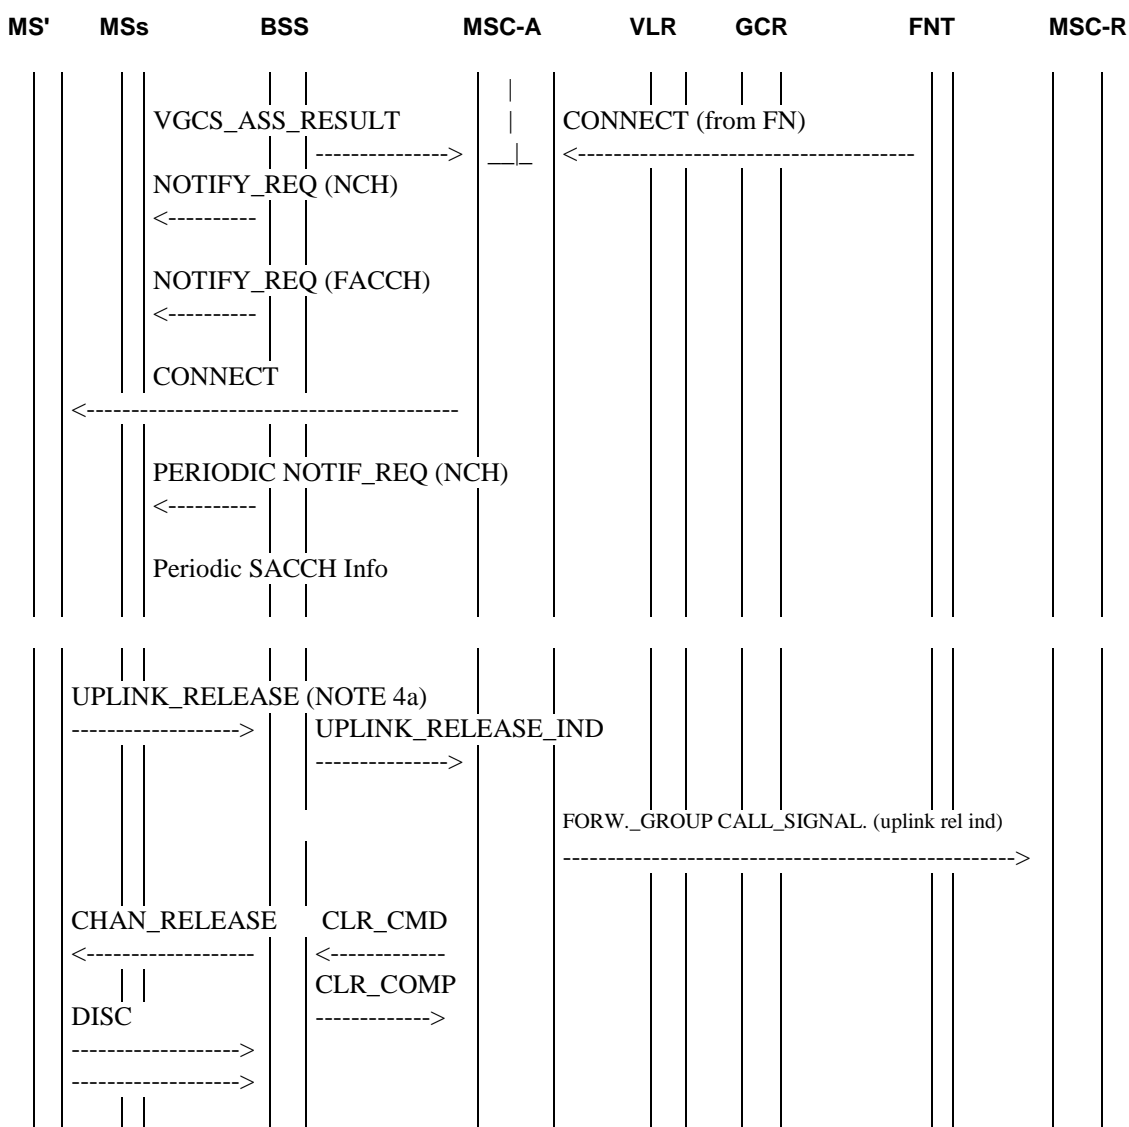 MS' MSs BSS MSC-A VLR GCR FNT MSC-R
VGCS_ASS_RESULT CONNECT (from FN)
NOTIFY_REQ (NCH)
NOTIFY_REQ (FACCH)
CONNECT
PERIODIC NOTIF_REQ (NCH)
Periodic SACCH Info
UPLINK_RELEASE (NOTE 4a)
UPLINK_RELEASE_IND
FORW._GROUP CALL_SIGNAL. (uplink rel ind)
CHAN_RELEASE CLR_CMD
CLR_COMP
DISC